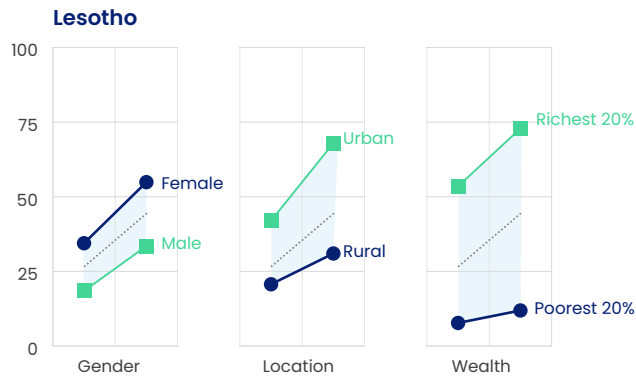 Lesotho
100
75
50
25
0
Female
Male
Urban
Rural
Richest 20%
Poorest 20%
Gender
Location
Wealth